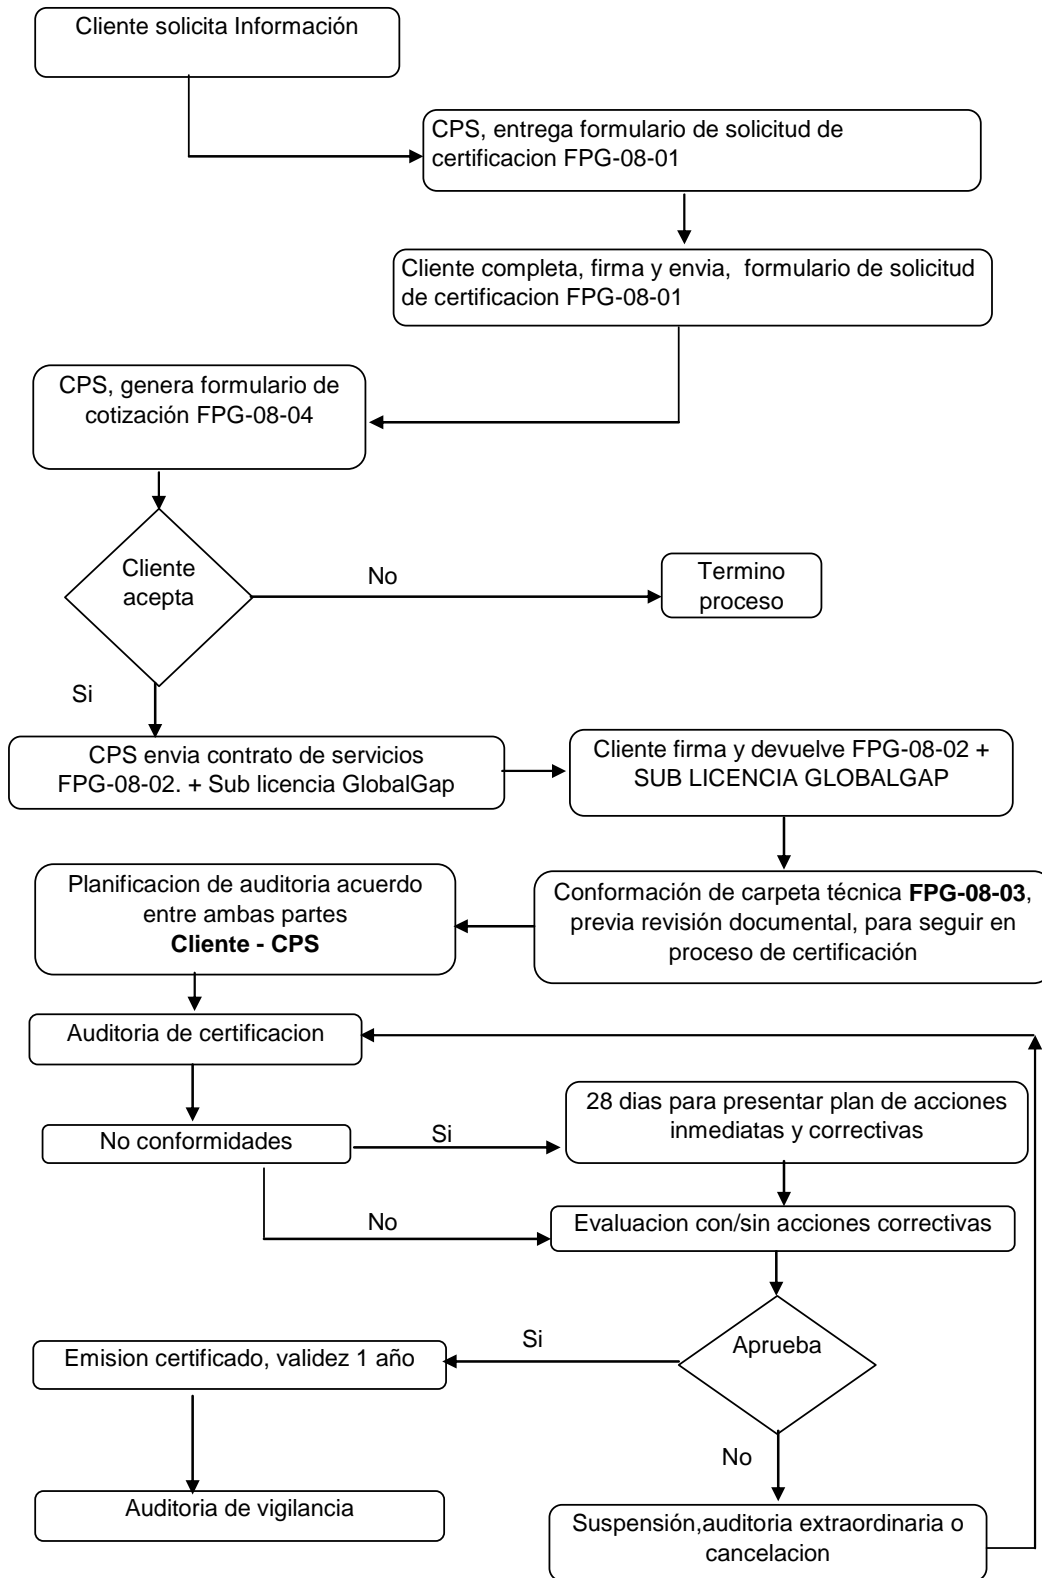 Cliente solicita Información
CPS, entrega formulario de solicitud de
certificacion FPG-08-01
Cliente completa, firma y envia,  formulario de solicitud
de certificacion FPG-08-01
CPS, genera formulario de
cotización FPG-08-04
Cliente
acepta
No
Termino
proceso
Si
CPS envia contrato de servicios
FPG-08-02. + Sub licencia GlobalGap
Cliente firma y devuelve FPG-08-02 +
SUB LICENCIA GLOBALGAP
Planificacion de auditoria acuerdo
entre ambas partes
Cliente - CPS
Conformación de carpeta técnica FPG-08-03,
previa revisión documental, para seguir en
proceso de certificación
Auditoria de certificacion
28 dias para presentar plan de acciones
inmediatas y correctivas
No conformidades
Si
No
Evaluacion con/sin acciones correctivas
Aprueba
Si
Emision certificado, validez 1 año
No
Auditoria de vigilancia
Suspensión,auditoria extraordinaria o
cancelacion